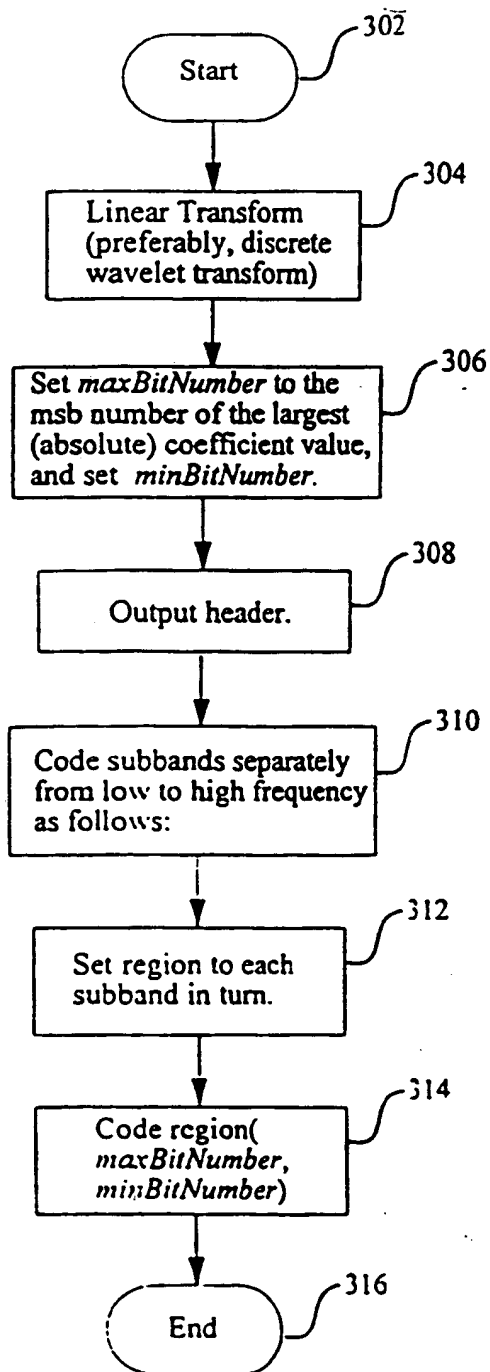 302
Start
304
Linear Transform
(preferably, discrete
wavelet transform)
306
Set maxBitNumber to the
msb number of the largest
(absolute) coefficient value,
and set minBitNumber.
308
Output header.
310
Code subbands separately
from low to high frequency
as follows:
312
Set region to each
subband in turn.
314
Code region(
maxBitNumber,
minBitNumber)
316
End